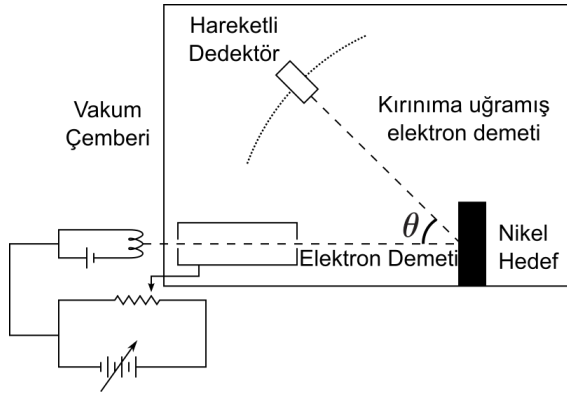 Hareketli
Dedektör
Vakum
Çemberi
Kırınıma uğramış
elektron demeti
θ
Elektron Demeti
Nikel
Hedef